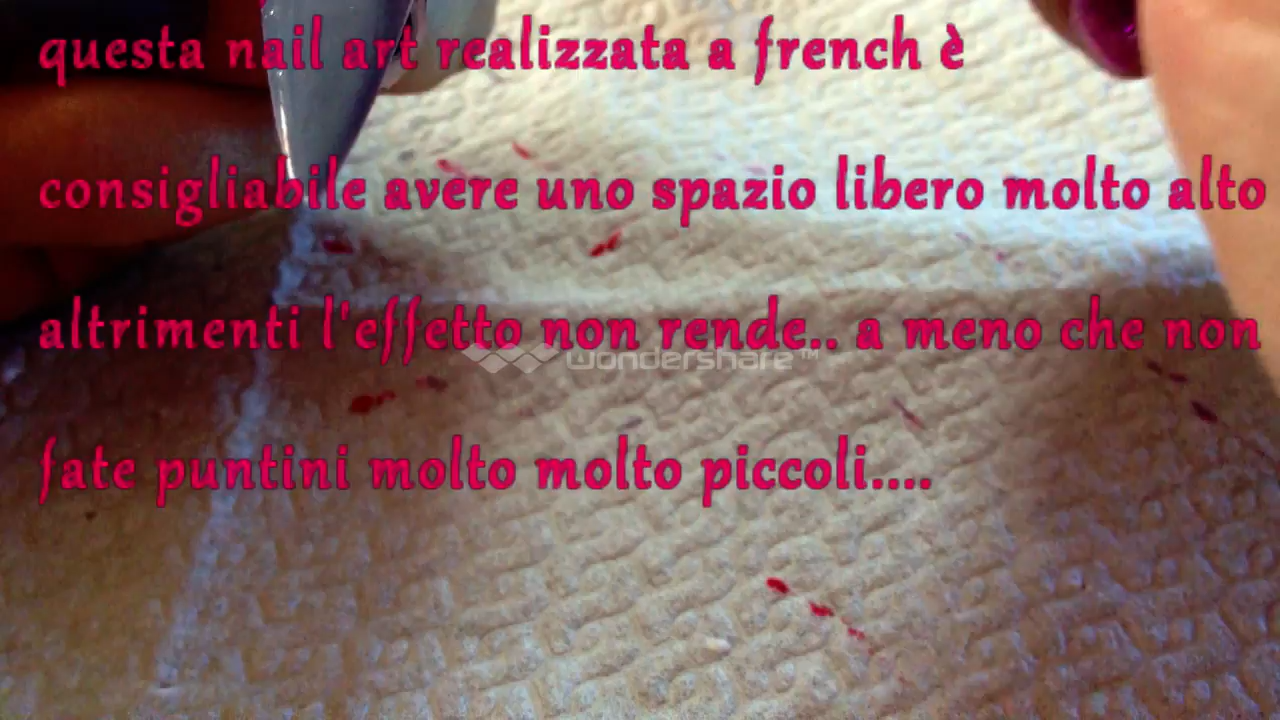 questa nail art realizzata a french è
consigliabile avere uno spazio libero molto alto
altrimenti l'effetto non rende.. a meno che non
wondershare™
fate puntini molto molto piccoli....